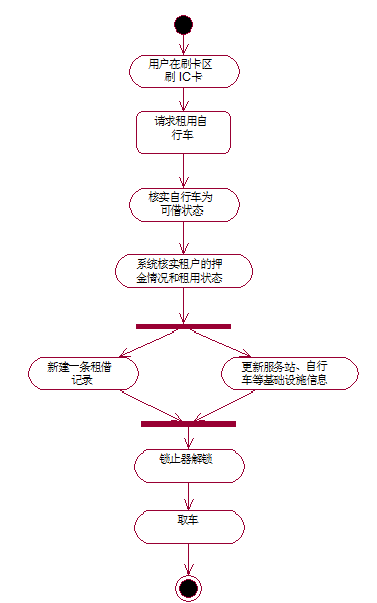 用户在刷卡区
刷 IC卡
请求租用自
行车
核实自行车为
可借状态
系统核实租户的押
金情况和租用状态
新建一条租借
记录
更新服务站、自行
车等基础设施信息
锁止器解锁
取车